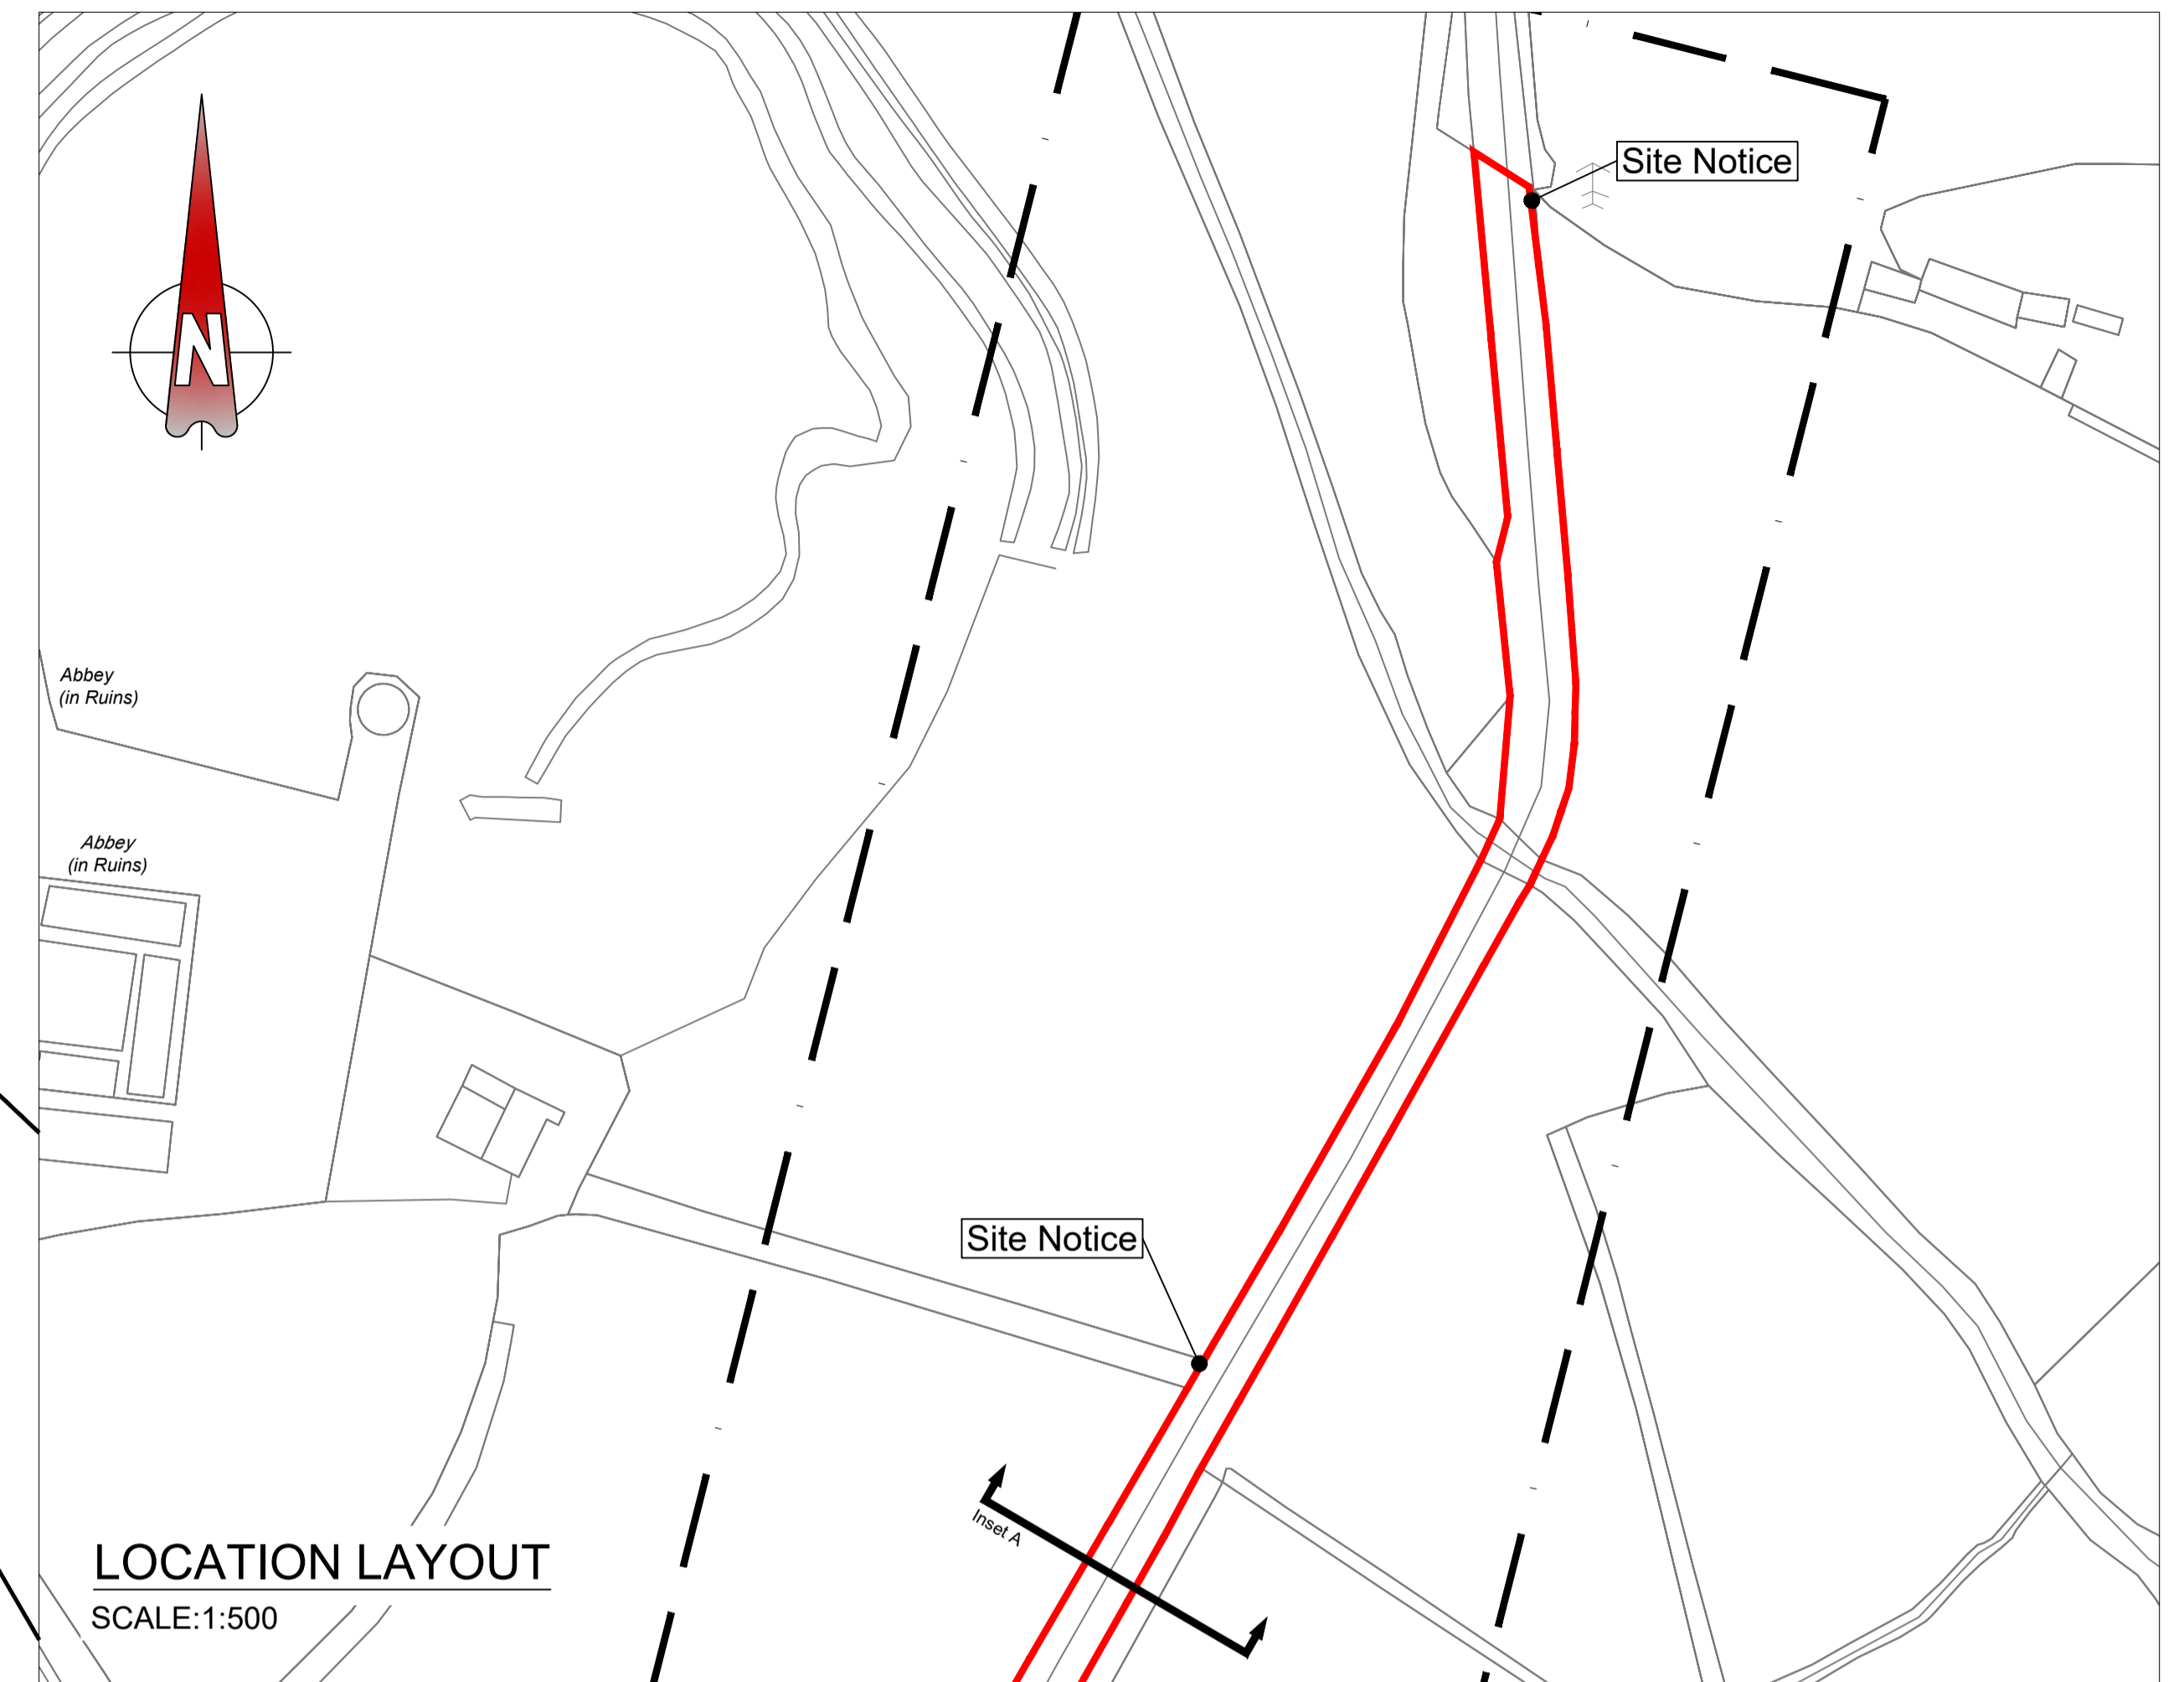 N
Site Notice
Abbey
(in Ruins)
Abbey
(in Ruins)
Site Notice
Inset A
LOCATION LAYOUT
SCALE:1:500